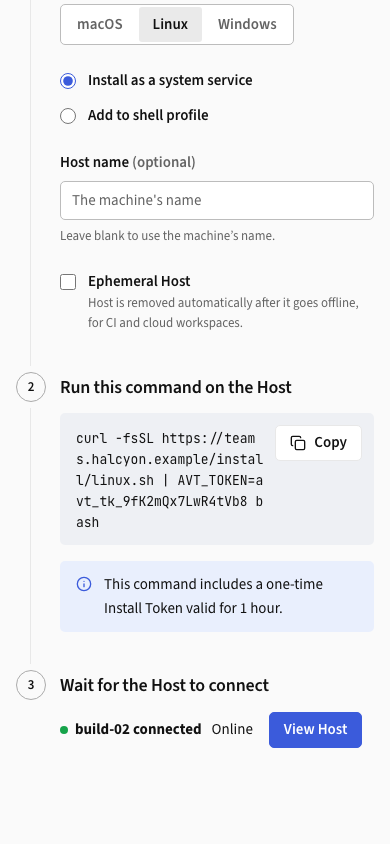 macOS Linux Windows
Install as a system service
Add to shell profile
Host name (optional)
The machine's name
Leave blank to use the machine’s name.
Ephemeral Host
Host is removed automatically after it goes offline,
for CI and cloud workspaces.
2 Run this command on the Host
curl -fsSL https://team
s.halcyon.example/instal
l/linux.sh | AVT_TOKEN=a
vt_tk_9fK2mQx7LwR4tVb8 b
ash
Copy
This command includes a one-time
Install Token valid for 1 hour.
3 Wait for the Host to connect
build-02 connected Online View Host